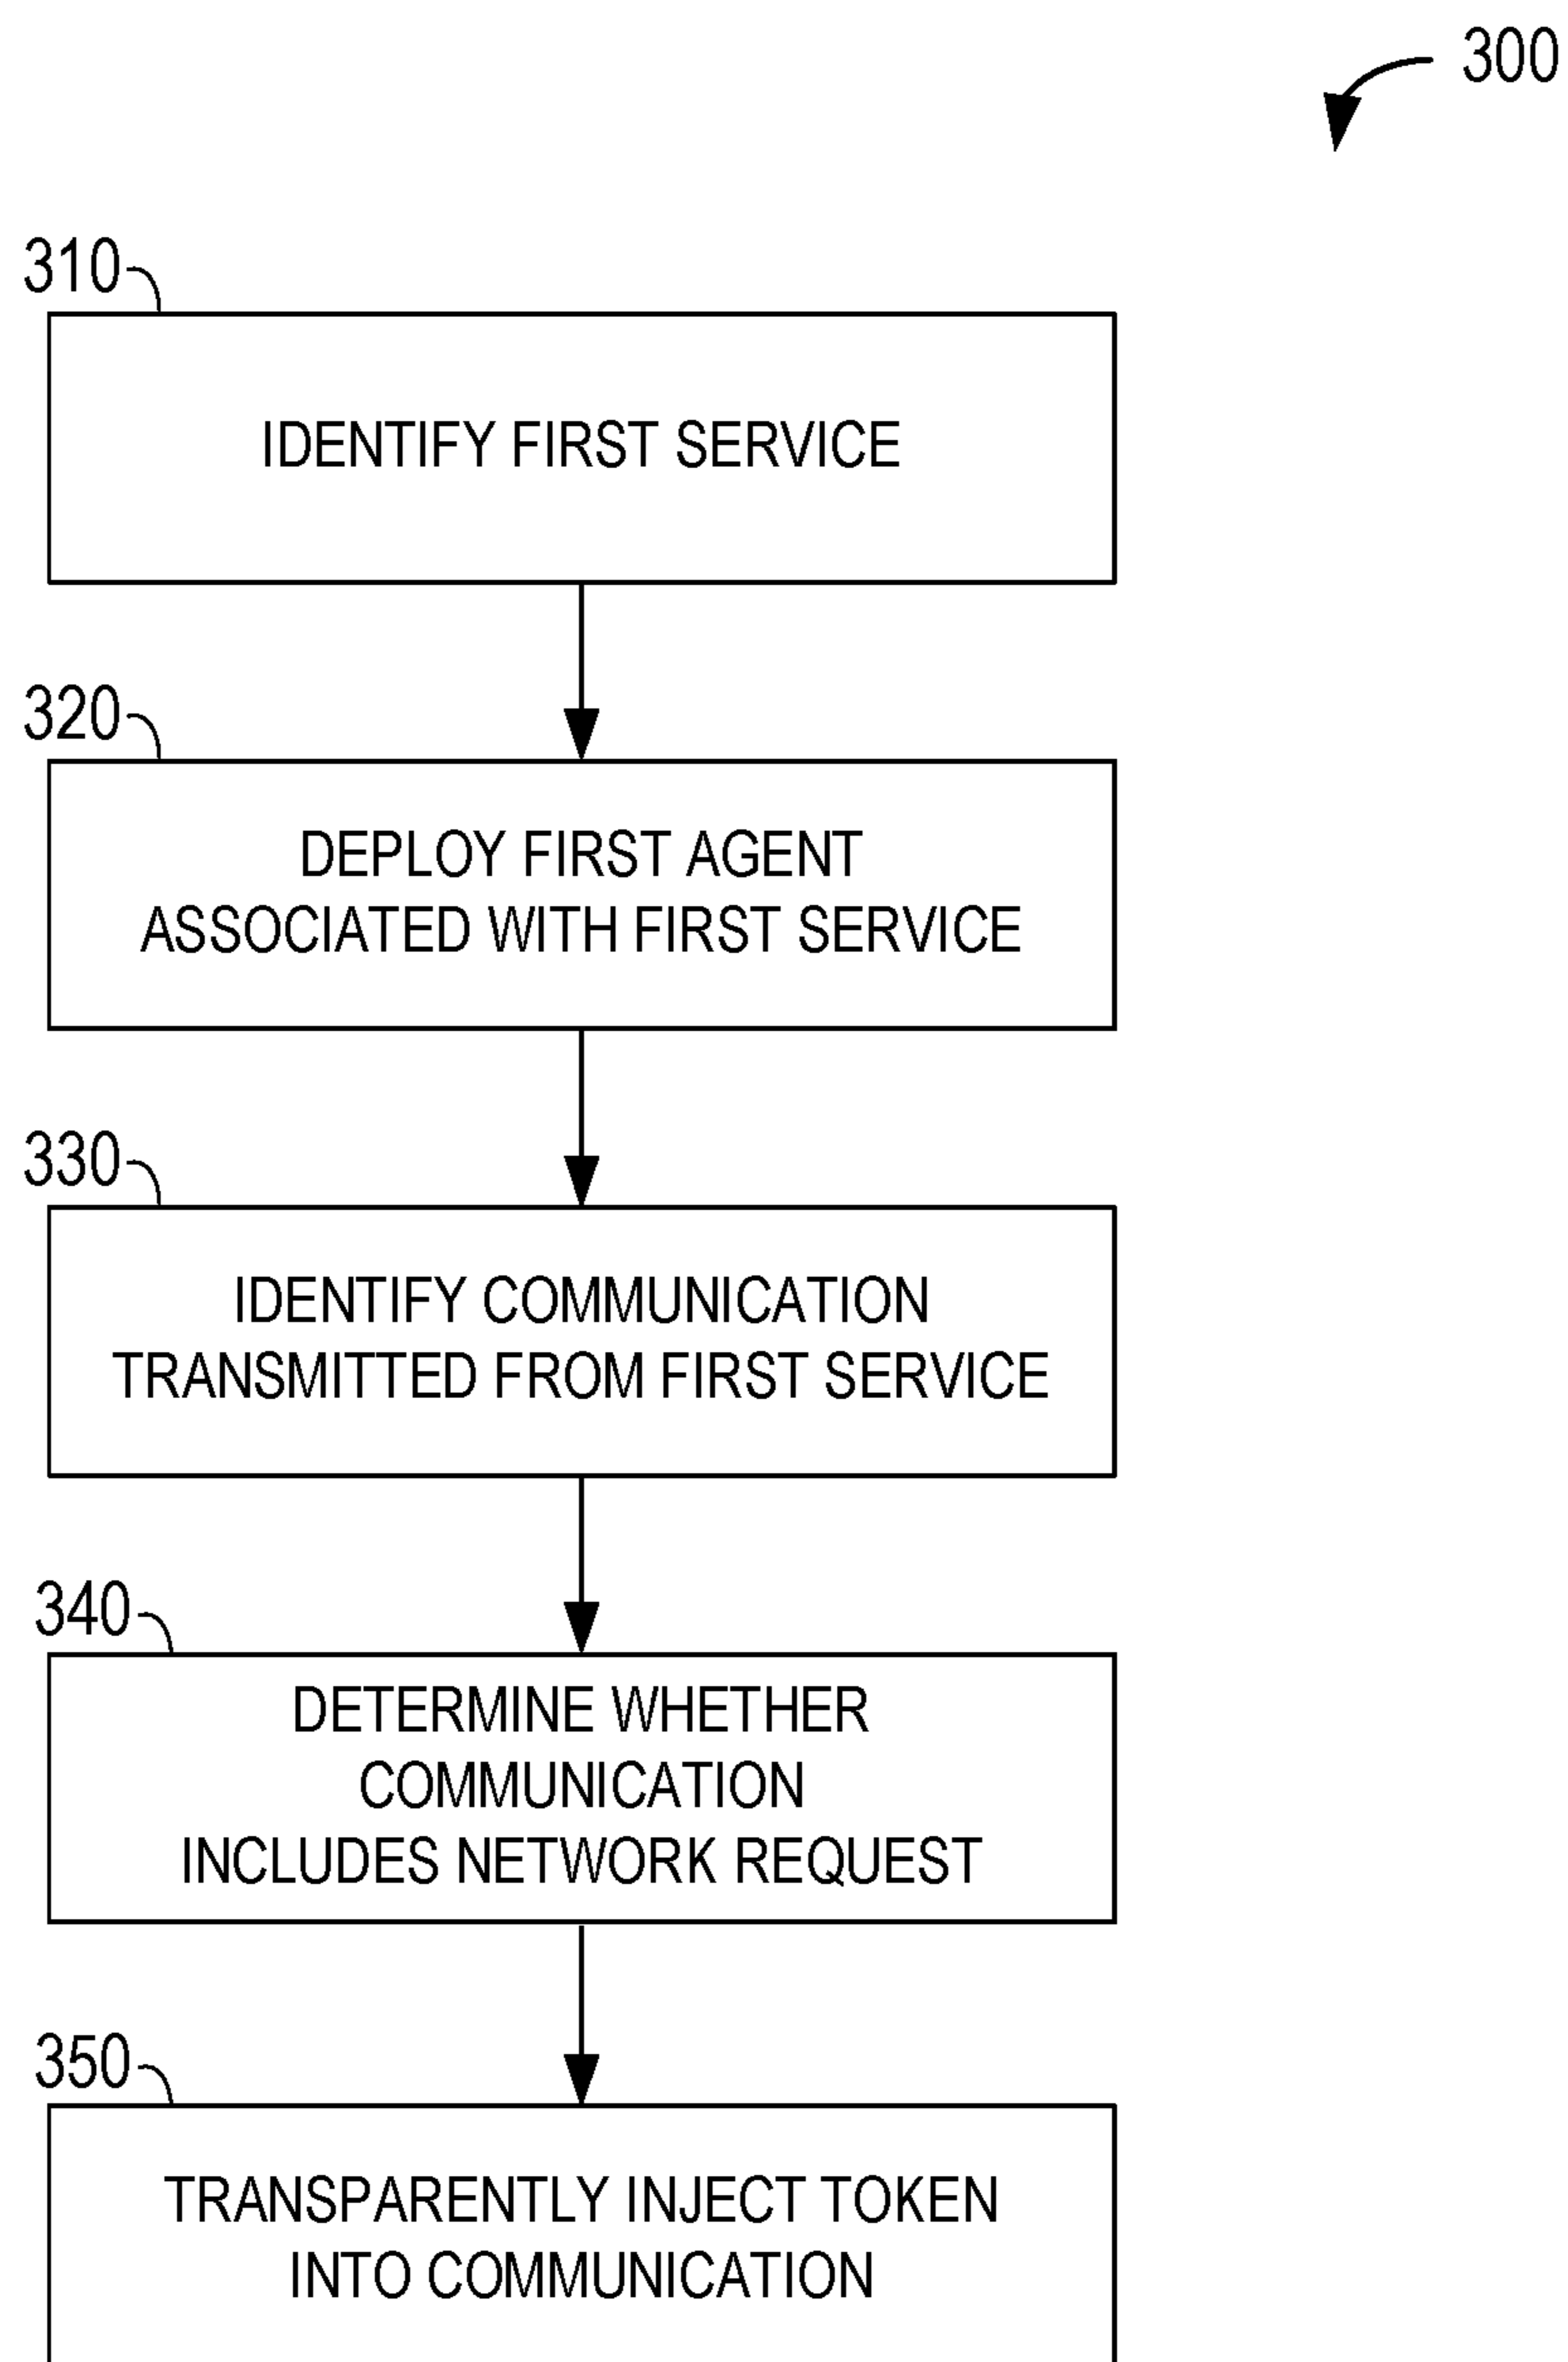 300
310
IDENTIFY FIRST SERVICE
320
DEPLOY FIRST AGENT
ASSOCIATED WITH FIRST SERVICE
330
IDENTIFY COMMUNICATION
TRANSMITTED FROM FIRST SERVICE
340
DETERMINE WHETHER
COMMUNICATION
INCLUDES NETWORK REQUEST
350
TRANSPARENTLY INJECT TOKEN
INTO COMMUNICATION